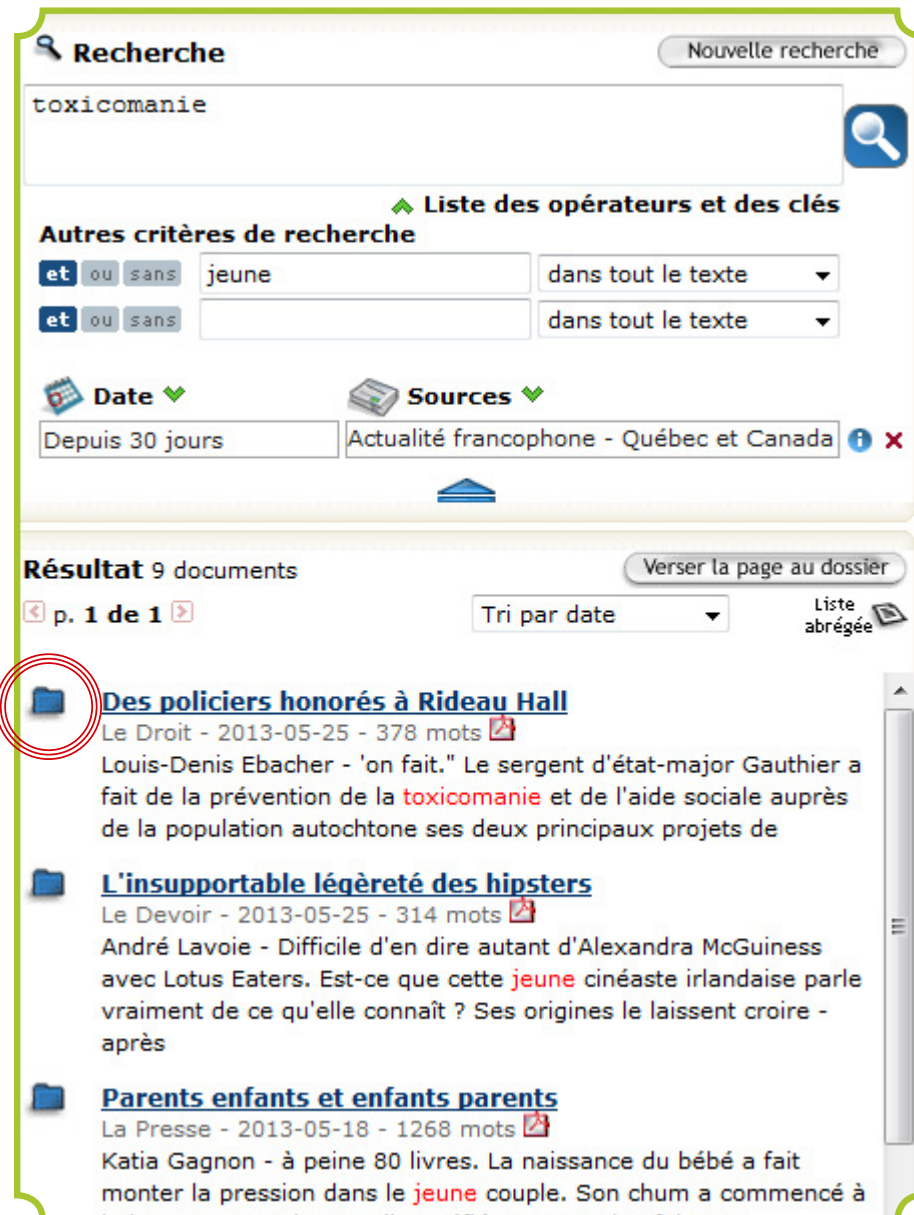 Recherche Nouvelle recherche
toxicomanie
Liste des opérateurs et des clés
Autres critères de recherche
et ou sans jeune dans tout le texte
et ou sans dans tout le texte
Date Sources
Depuis 30 jours Actualité francophone - Québec et Canada
Résultat 9 documents Verser la page au dossier
p. 1 de 1 Tri par date Liste abrégée
Des policiers honorés à Rideau Hall
Le Droit - 2013-05-25 - 378 mots
Louis-Denis Ebacher - 'on fait." Le sergent d'état-major Gauthier a
fait de la prévention de la toxicomanie et de l'aide sociale auprès
de la population autochtone ses deux principaux projets de
L'insupportable légèreté des hipsters
Le Devoir - 2013-05-25 - 314 mots
André Lavoie - Difficile d'en dire autant d'Alexandra McGuiness
avec Lotus Eaters. Est-ce que cette jeune cinéaste irlandaise parle
vraiment de ce qu'elle connaît ? Ses origines le laissent croire -
après
Parents enfants et enfants parents
La Presse - 2013-05-18 - 1268 mots
Katia Gagnon - à peine 80 livres. La naissance du bébé a fait
monter la pression dans le jeune couple. Son chum a commencé à